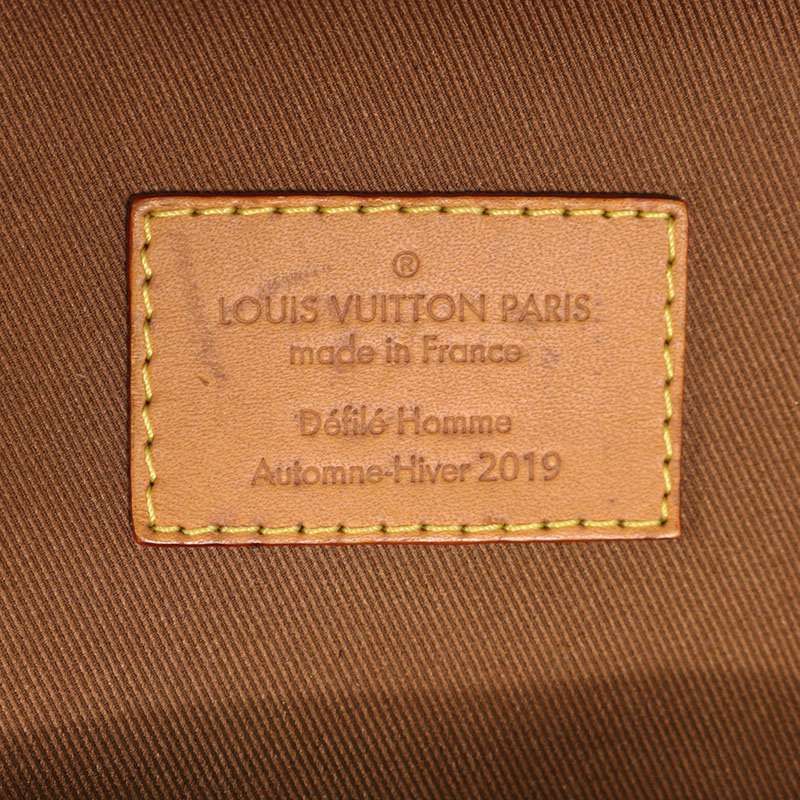 ®
LOUIS VUITTON PARIS
made in France
Défilé Homme
Automne-Hiver 2019